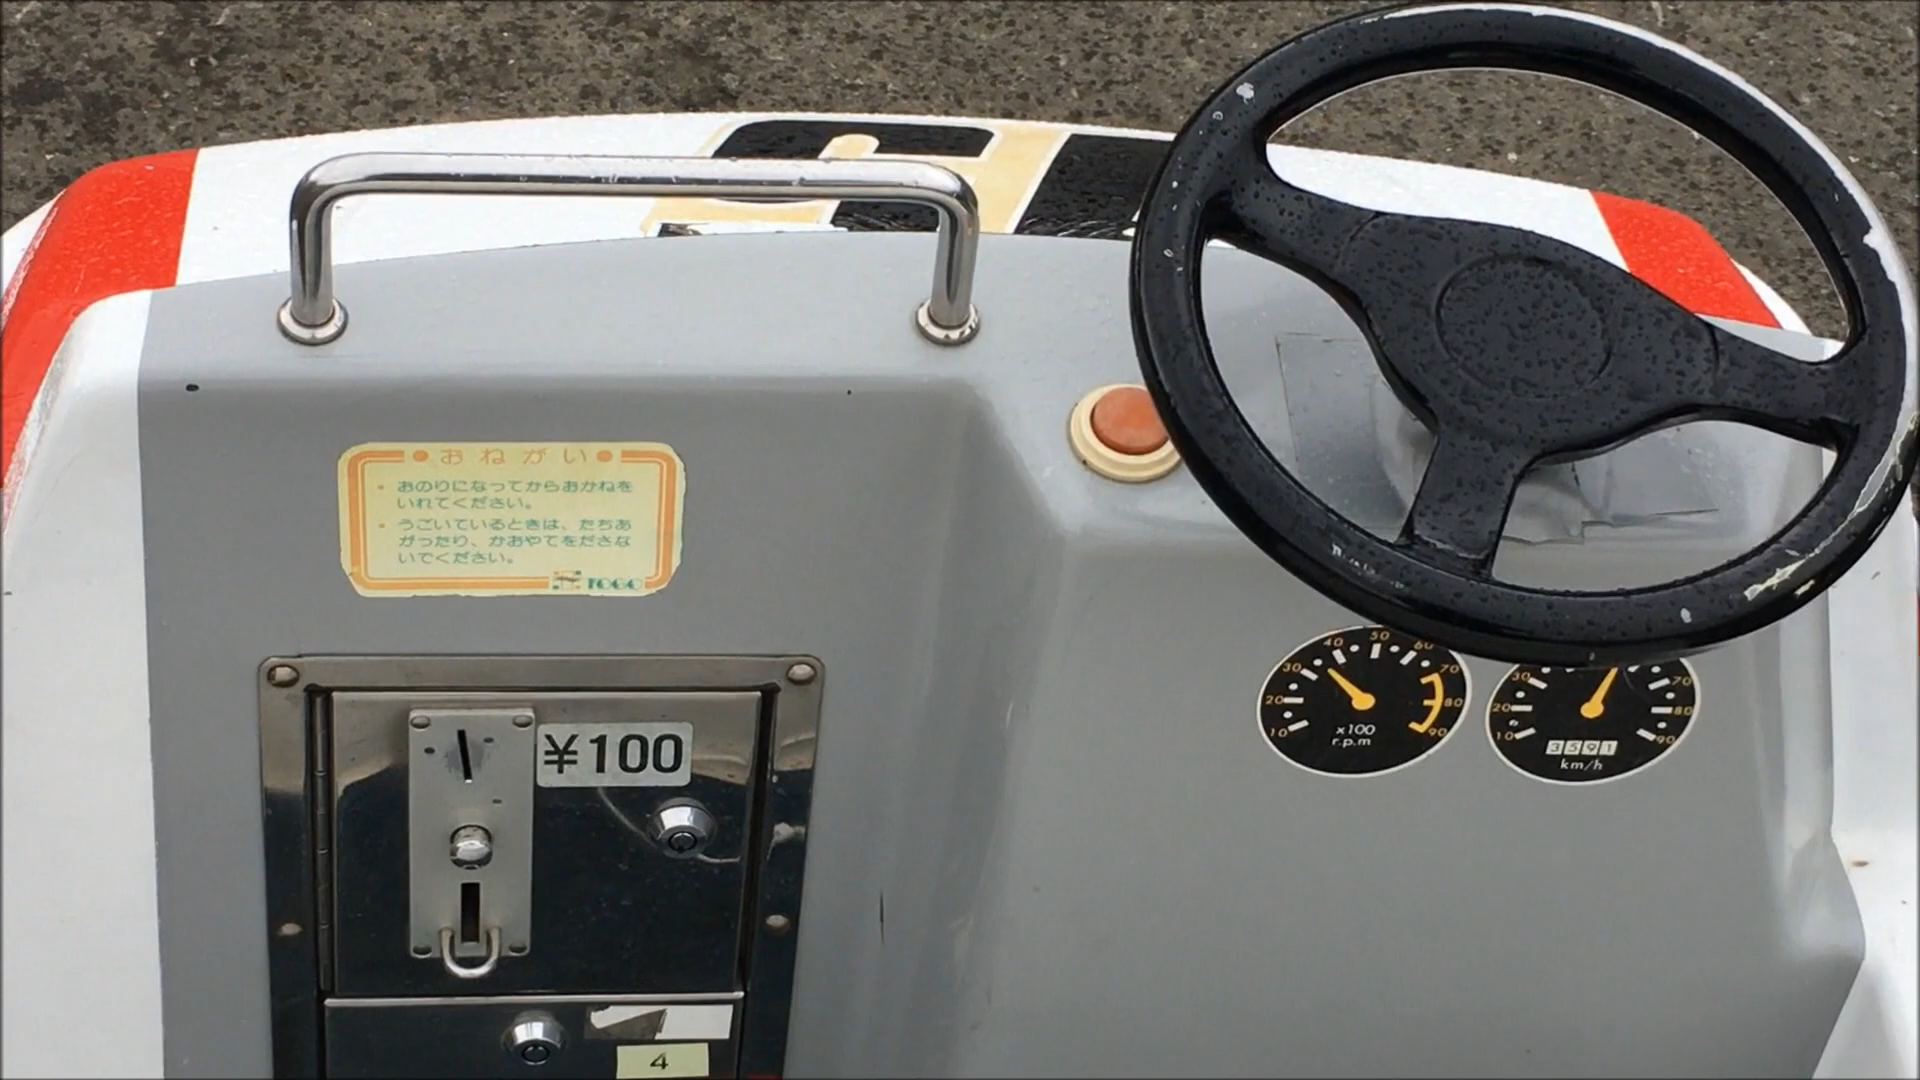 おねがい
・ おのりになってからおかねを
いれてください。
・ うごいているときは、たちあ
がったり、かおやてをださな
いでください。
TOGO
¥100
4
10 20 30 40 50 60 70 80 90
x100
r.p.m
10 20 30 70 80 90
3591
km/h